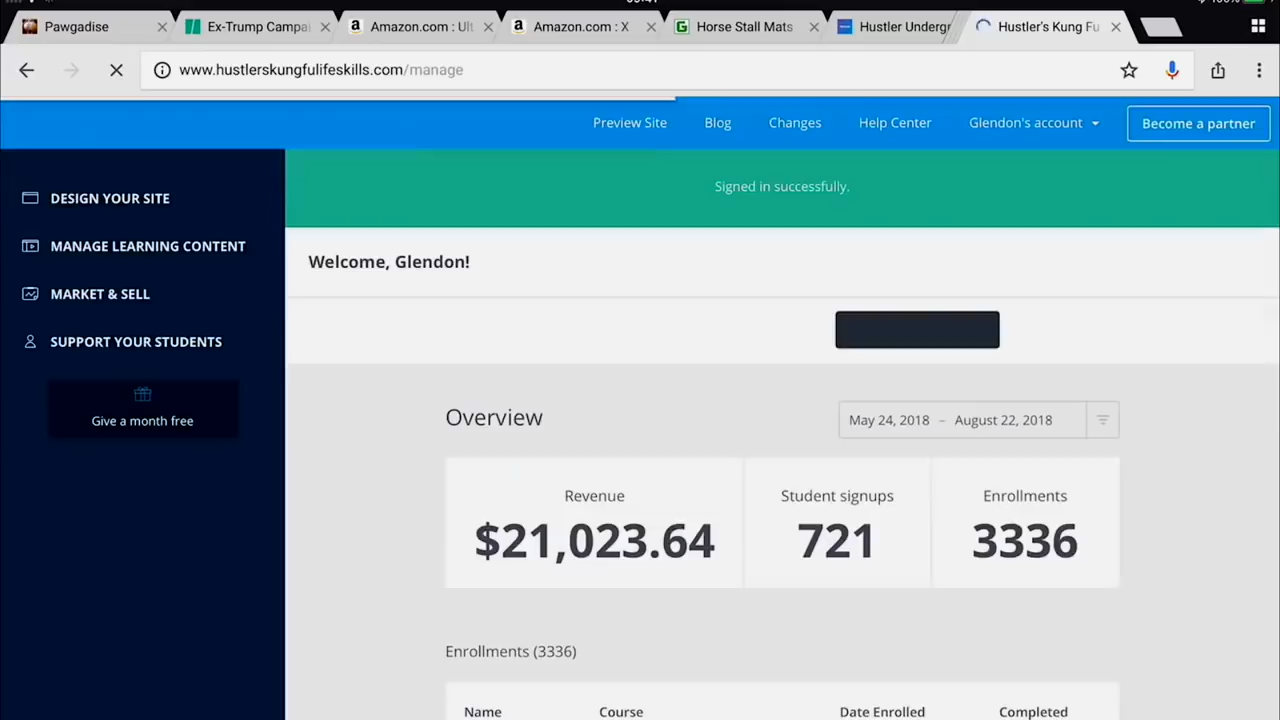 Pawgadise
Ex-Trump Campai
Amazon.com : Ult
Amazon.com : X
Horse Stall Mats
Hustler Undergr
Hustler's Kung Fu
www.hustlerskungfulifeskills.com/manage
Preview Site
Blog
Changes
Help Center
Glendon's account
Become a partner
DESIGN YOUR SITE
MANAGE LEARNING CONTENT
MARKET & SELL
SUPPORT YOUR STUDENTS
Give a month free
Signed in successfully.
Welcome, Glendon!
Overview
May 24, 2018 – August 22, 2018
Revenue
$21,023.64
Student signups
721
Enrollments
3336
Enrollments (3336)
Name
Course
Date Enrolled
Completed